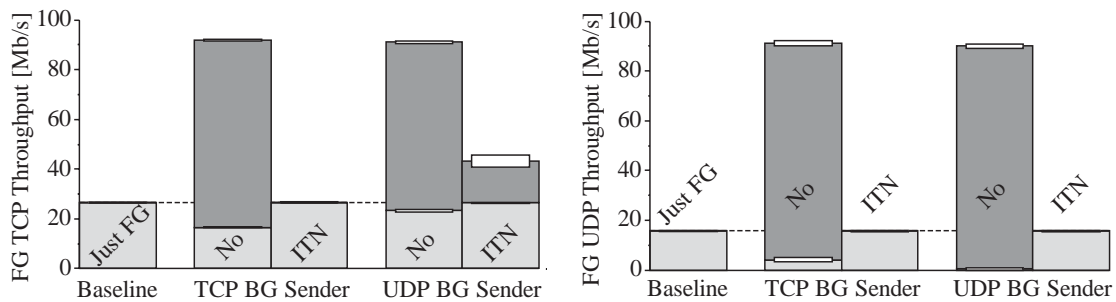 FG TCP Throughput [Mb/s]
100
80
60
40
20
0
Just FG
No
ITN
No
ITN
Baseline TCP BG Sender UDP BG Sender
FG UDP Throughput [Mb/s]
100
80
60
40
20
0
Just FG
No
ITN
No
ITN
Baseline TCP BG Sender UDP BG Sender